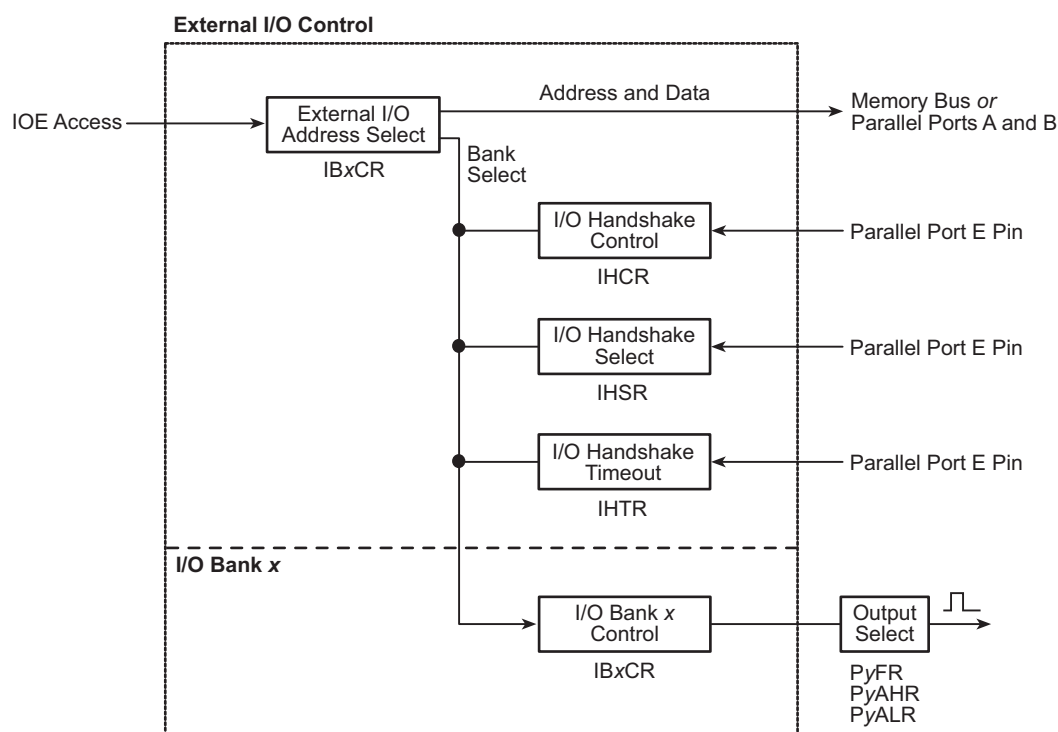 External I/O Control
IOE Access
External I/O
Address Select
IBxCR
Address and Data
Memory Bus or
Parallel Ports A and B
Bank
Select
I/O Handshake
Control
IHCR
Parallel Port E Pin
I/O Handshake
Select
IHSR
Parallel Port E Pin
I/O Handshake
Timeout
IHTR
Parallel Port E Pin
I/O Bank x
I/O Bank x
Control
IBxCR
Output
Select
PyFR
PyAHR
PyALR